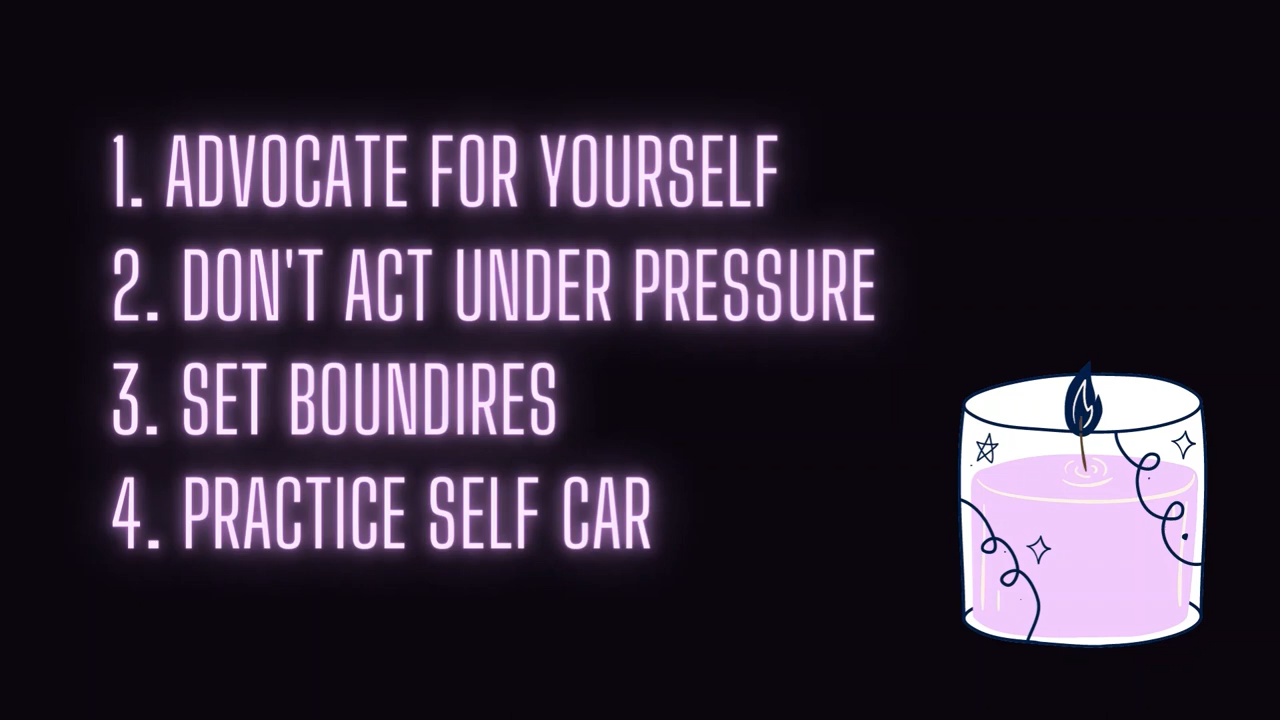 1. ADVOCATE FOR YOURSELF
2. DON'T ACT UNDER PRESSURE
3. SET BOUNDIRES
4. PRACTICE SELF CAR